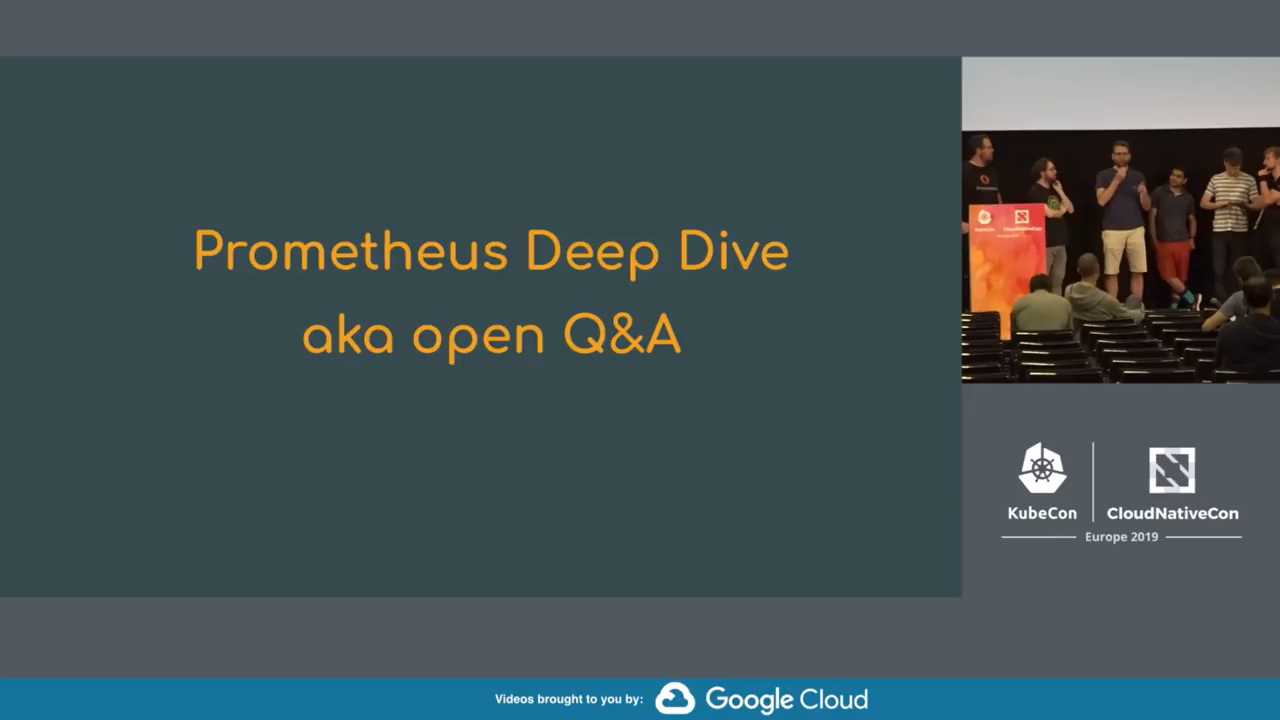 Prometheus Deep Dive
aka open Q&A
KubeCon
CloudNativeCon
Europe 2019
Videos brought to you by:
Google Cloud